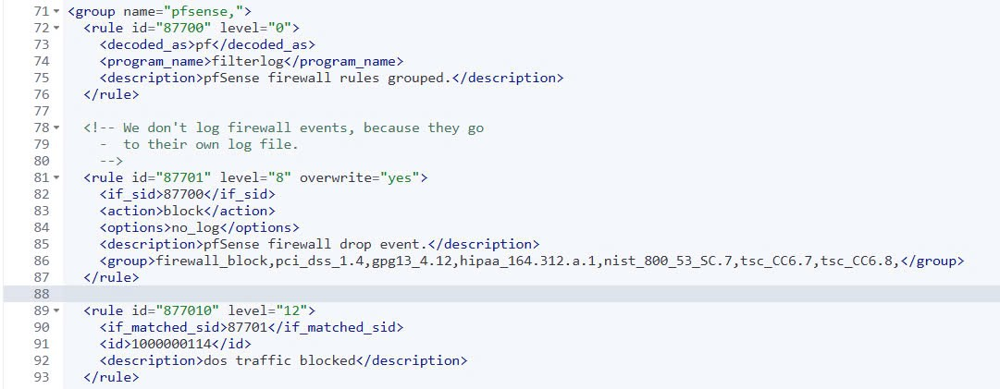 71 <group name="pfsense,">
72 <rule id="87700" level="0">
73 <decoded_as>pf</decoded_as>
74 <program_name>filterlog</program_name>
75 <description>pfSense firewall rules grouped.</description>
76 </rule>
77
78 <!-- We don't log firewall events, because they go
79 - to their own log file.
80 -->
81 <rule id="87701" level="8" overwrite="yes">
82 <if_sid>87700</if_sid>
83 <action>block</action>
84 <options>no_log</options>
85 <description>pfSense firewall drop event.</description>
86 <group>firewall_block,pci_dss_1.4,gpg13_4.12,hipaa_164.312.a.1,nist_800_53_SC.7,tsc_CC6.7,tsc_CC6.8,</group>
87 </rule>
88
89 <rule id="877010" level="12">
90 <if_matched_sid>87701</if_matched_sid>
91 <id>1000000114</id>
92 <description>dos traffic blocked</description>
93 </rule>